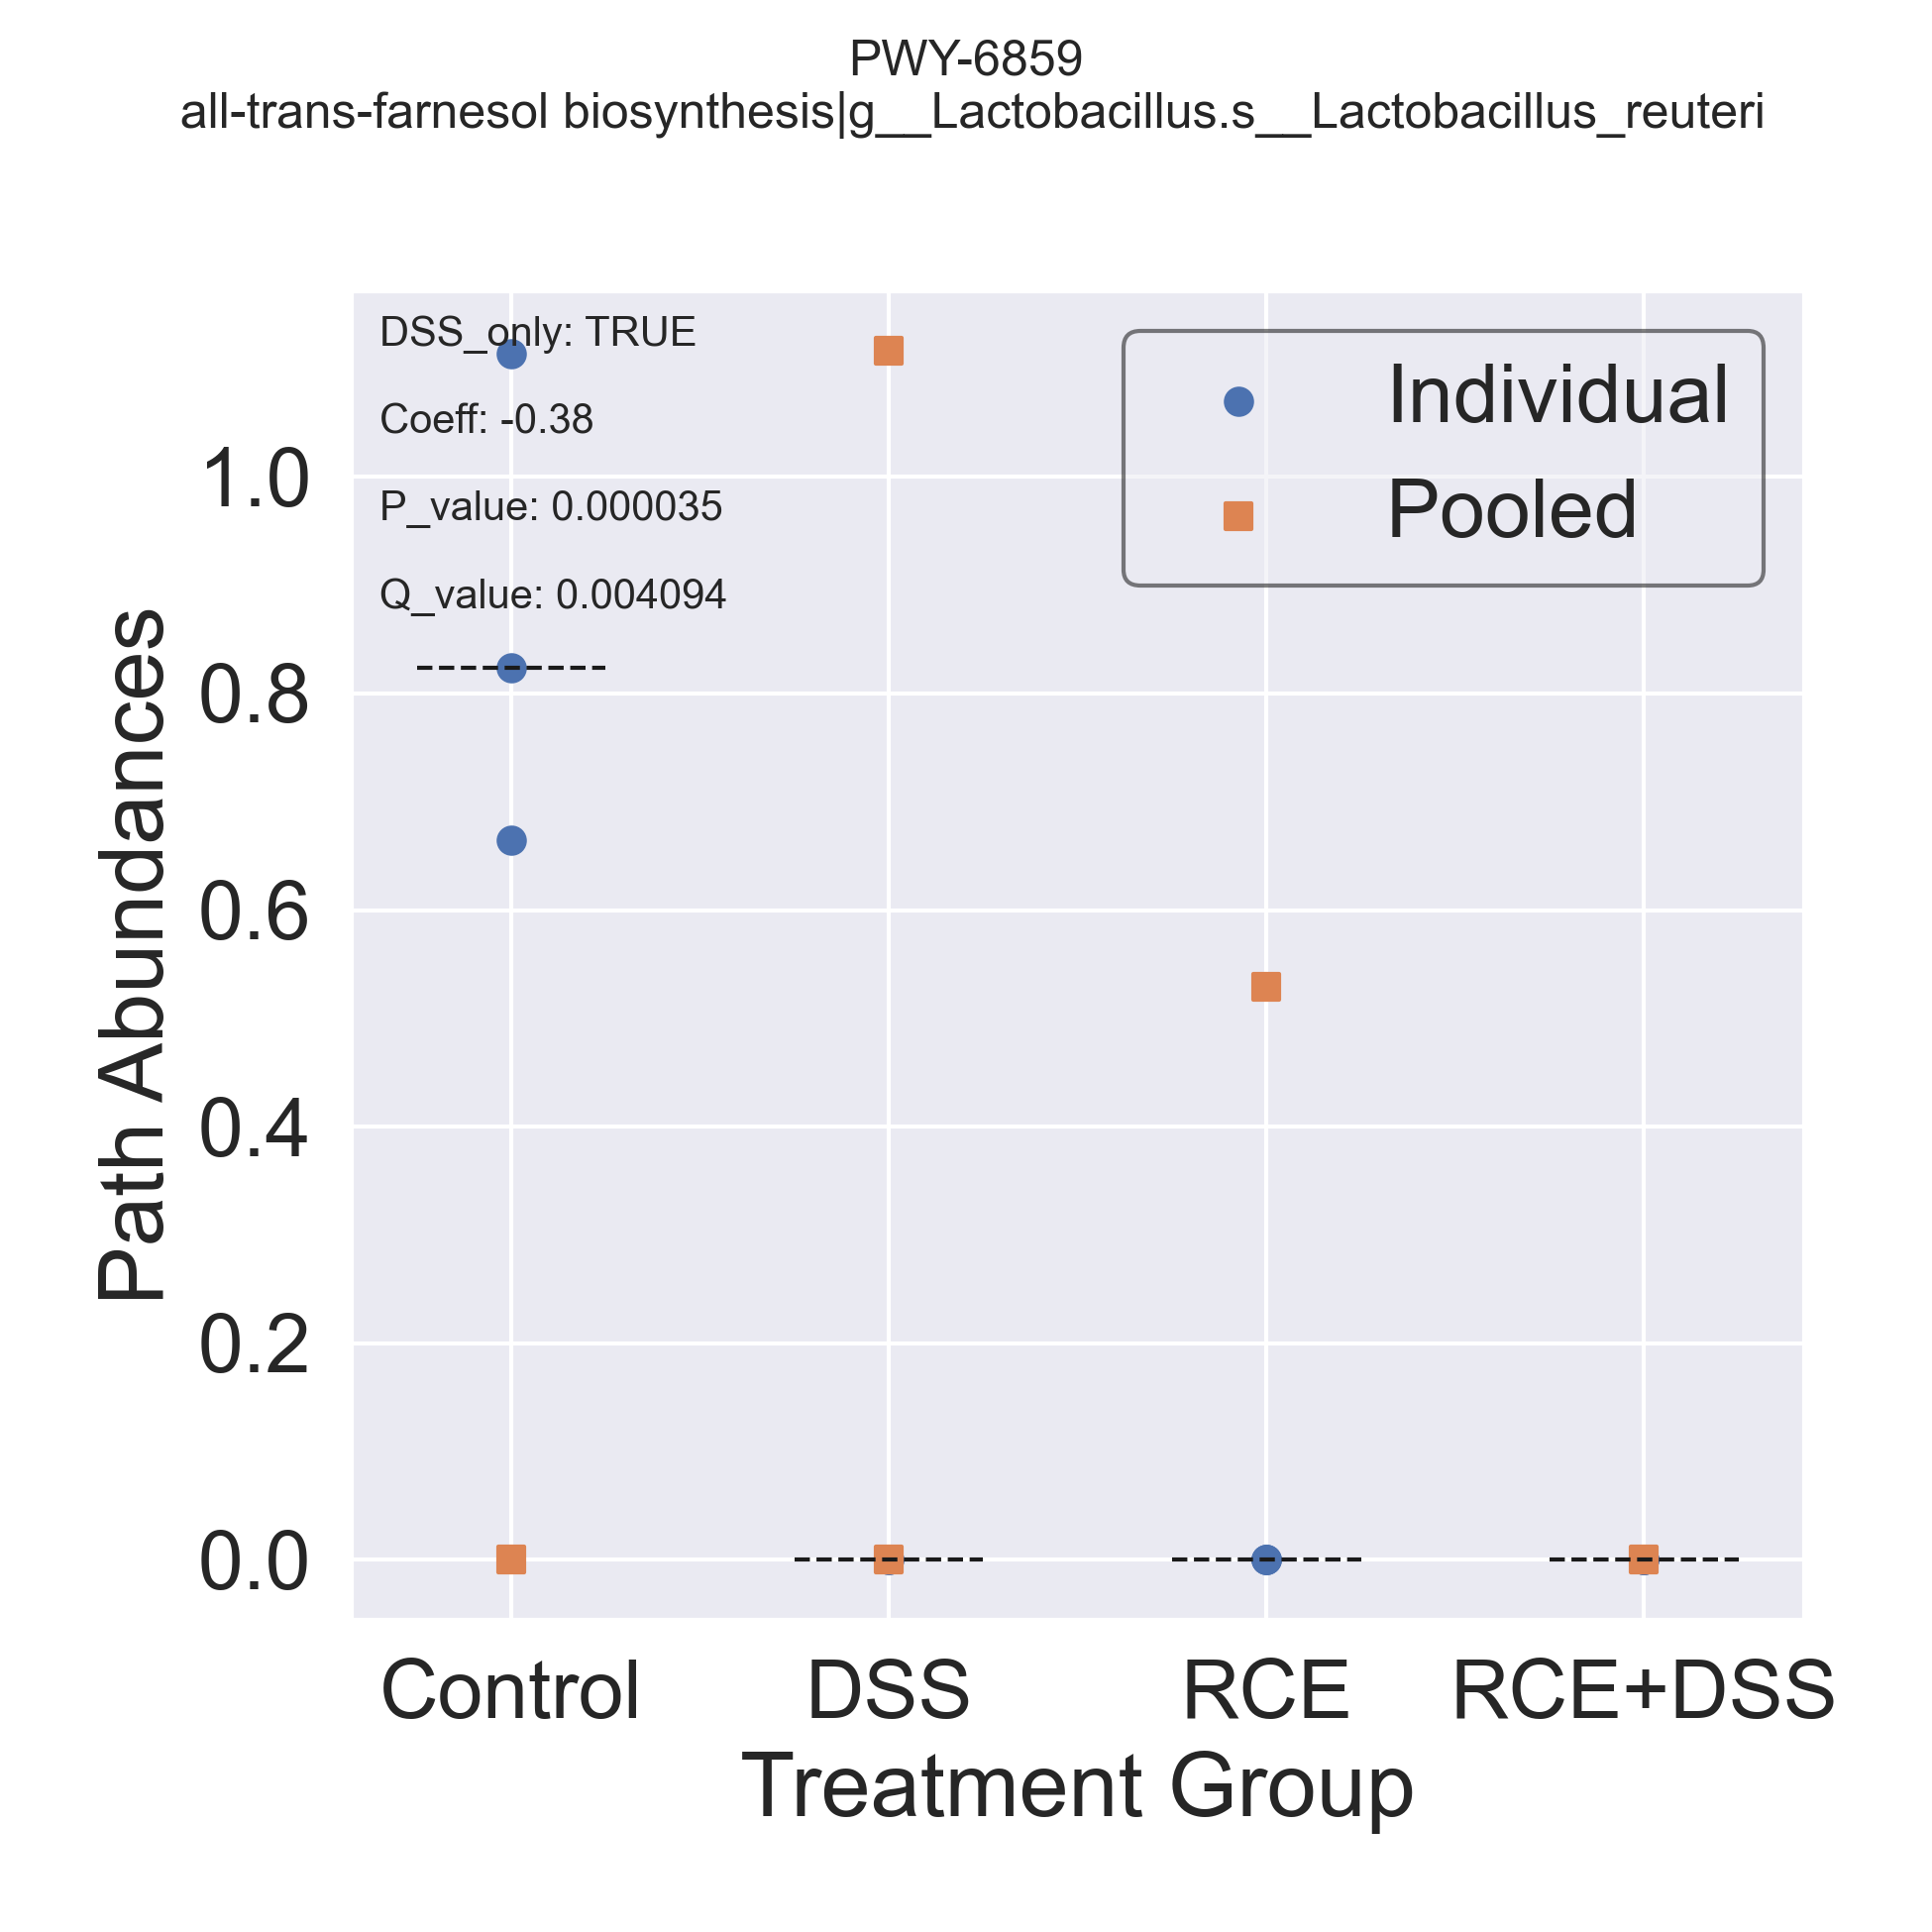 PWY-6859
all-trans-farnesol biosynthesis|g__Lactobacillus.s__Lactobacillus_reuteri
DSS_only: TRUE
Coeff: -0.38
P_value: 0.000035
Q_value: 0.004094
Individual
Pooled
Path Abundances
1.0
0.8
0.6
0.4
0.2
0.0
Control DSS RCE RCE+DSS
Treatment Group